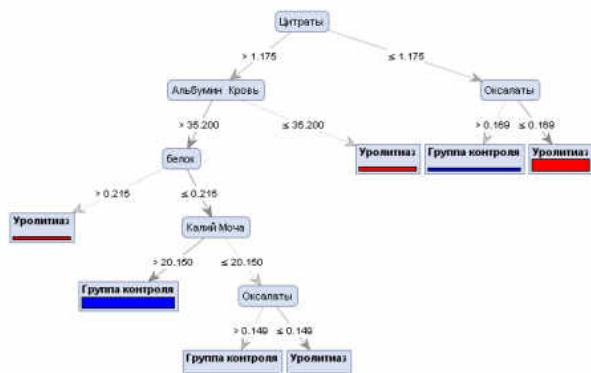 Цитраты
> 1.175
≤ 1.175
Альбумин Кровь
Оксалаты
> 35.200
≤ 35.200
> 0.169
≤ 0.169
белок
Уролитиаз
Группа контроля
Уролитиаз
> 0.215
≤ 0.215
Уролитиаз
Калий Моча
> 20.150
≤ 20.150
Группа контроля
Оксалаты
> 0.149
≤ 0.149
Группа контроля
Уролитиаз